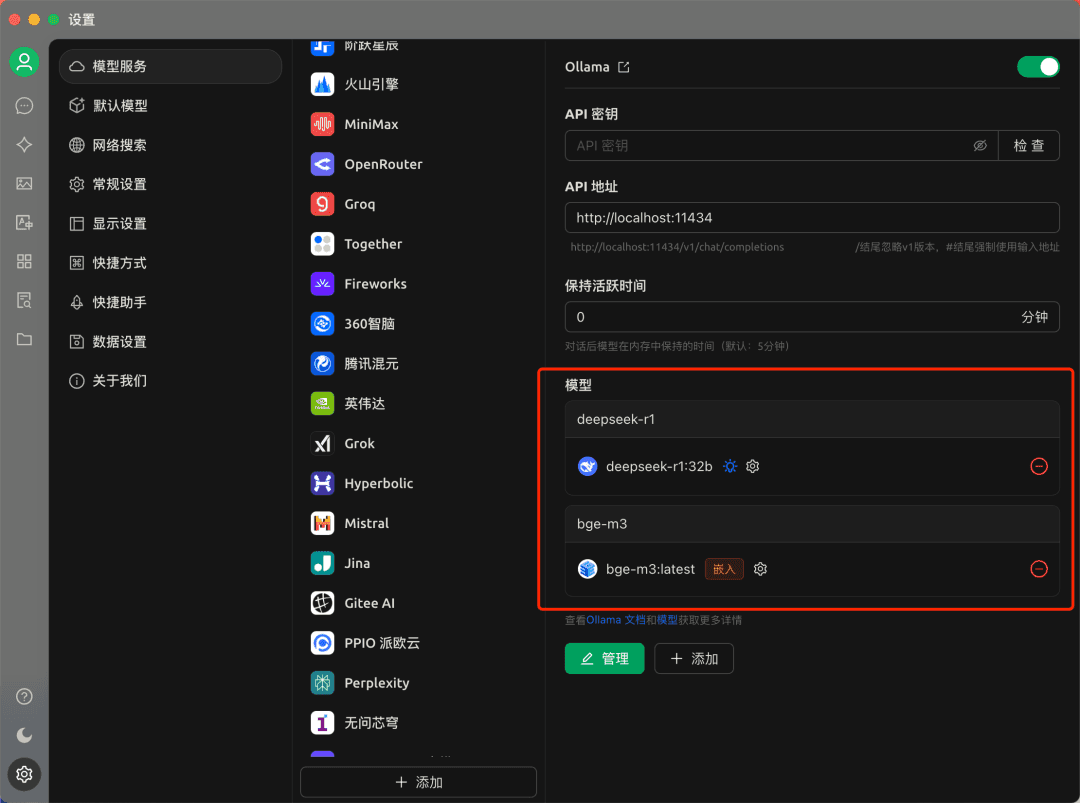 设置
模型服务
默认模型
网络搜索
常规设置
显示设置
快捷方式
快捷助手
数据设置
关于我们
阶跃星辰
火山引擎
MiniMax
OpenRouter
Groq
Together
Fireworks
360智脑
腾讯混元
英伟达
Grok
Hyperbolic
Mistral
Jina
Gitee AI
PPIO 派欧云
Perplexity
无问芯穹
添加
Ollama
API 密钥
API 密钥
检 查
API 地址
http://localhost:11434
http://localhost:11434/v1/chat/completions /结尾忽略v1版本，#结尾强制使用输入地址
保持活跃时间
0 分钟
对话后模型在内存中保持的时间（默认：5分钟）
模型
deepseek-r1
deepseek-r1:32b
bge-m3
bge-m3:latest 嵌入
查看Ollama 文档和模型获取更多详情
管理 添加